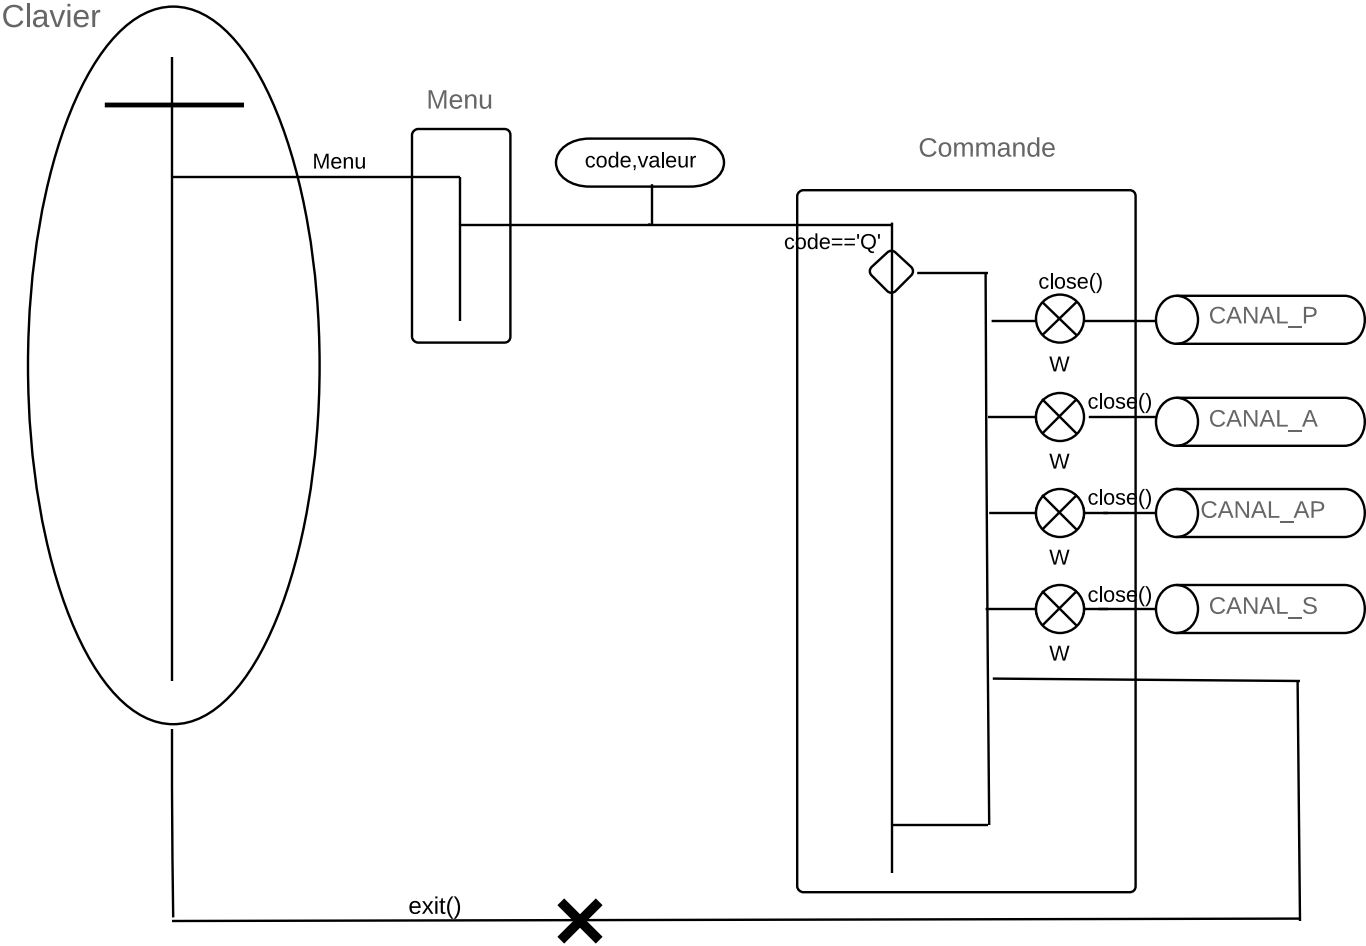 Clavier
Menu
Menu
code,valeur
Commande
code=='Q'
close()
CANAL_P
W
close()
CANAL_A
W
close()
CANAL_AP
W
close()
CANAL_S
W
exit()